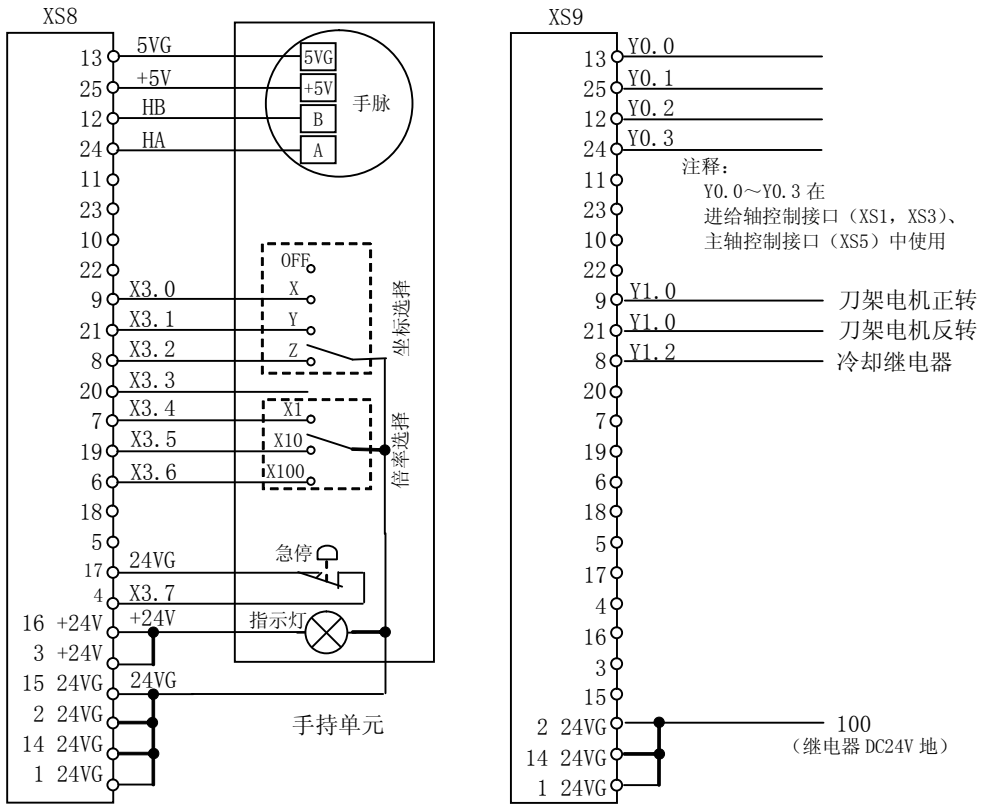 XS8
13 5VG 5VG
25 +5V +5V
12 HB B
24 HA A
手脉
11
23
10
22 OFF
9 X3.0 X
21 X3.1 Y
8 X3.2 Z
坐标选择
20 X3.3
7 X3.4 X1
19 X3.5 X10
6 X3.6 X100
倍率选择
18
5
急停
17 24VG
4 X3.7
16 +24V +24V 指示灯
3 +24V
15 24VG 24VG
2 24VG
14 24VG
1 24VG
手持单元
XS9
13 Y0.0
25 Y0.1
12 Y0.2
24 Y0.3
注释：
Y0.0～Y0.3 在
进给轴控制接口（XS1，XS3）、
主轴控制接口（XS5）中使用
11
23
10
22
9 Y1.0 刀架电机正转
21 Y1.0 刀架电机反转
8 Y1.2 冷却继电器
20
7
19
6
18
5
17
4
16
3
15
2 24VG 100
（继电器 DC24V 地）
14 24VG
1 24VG